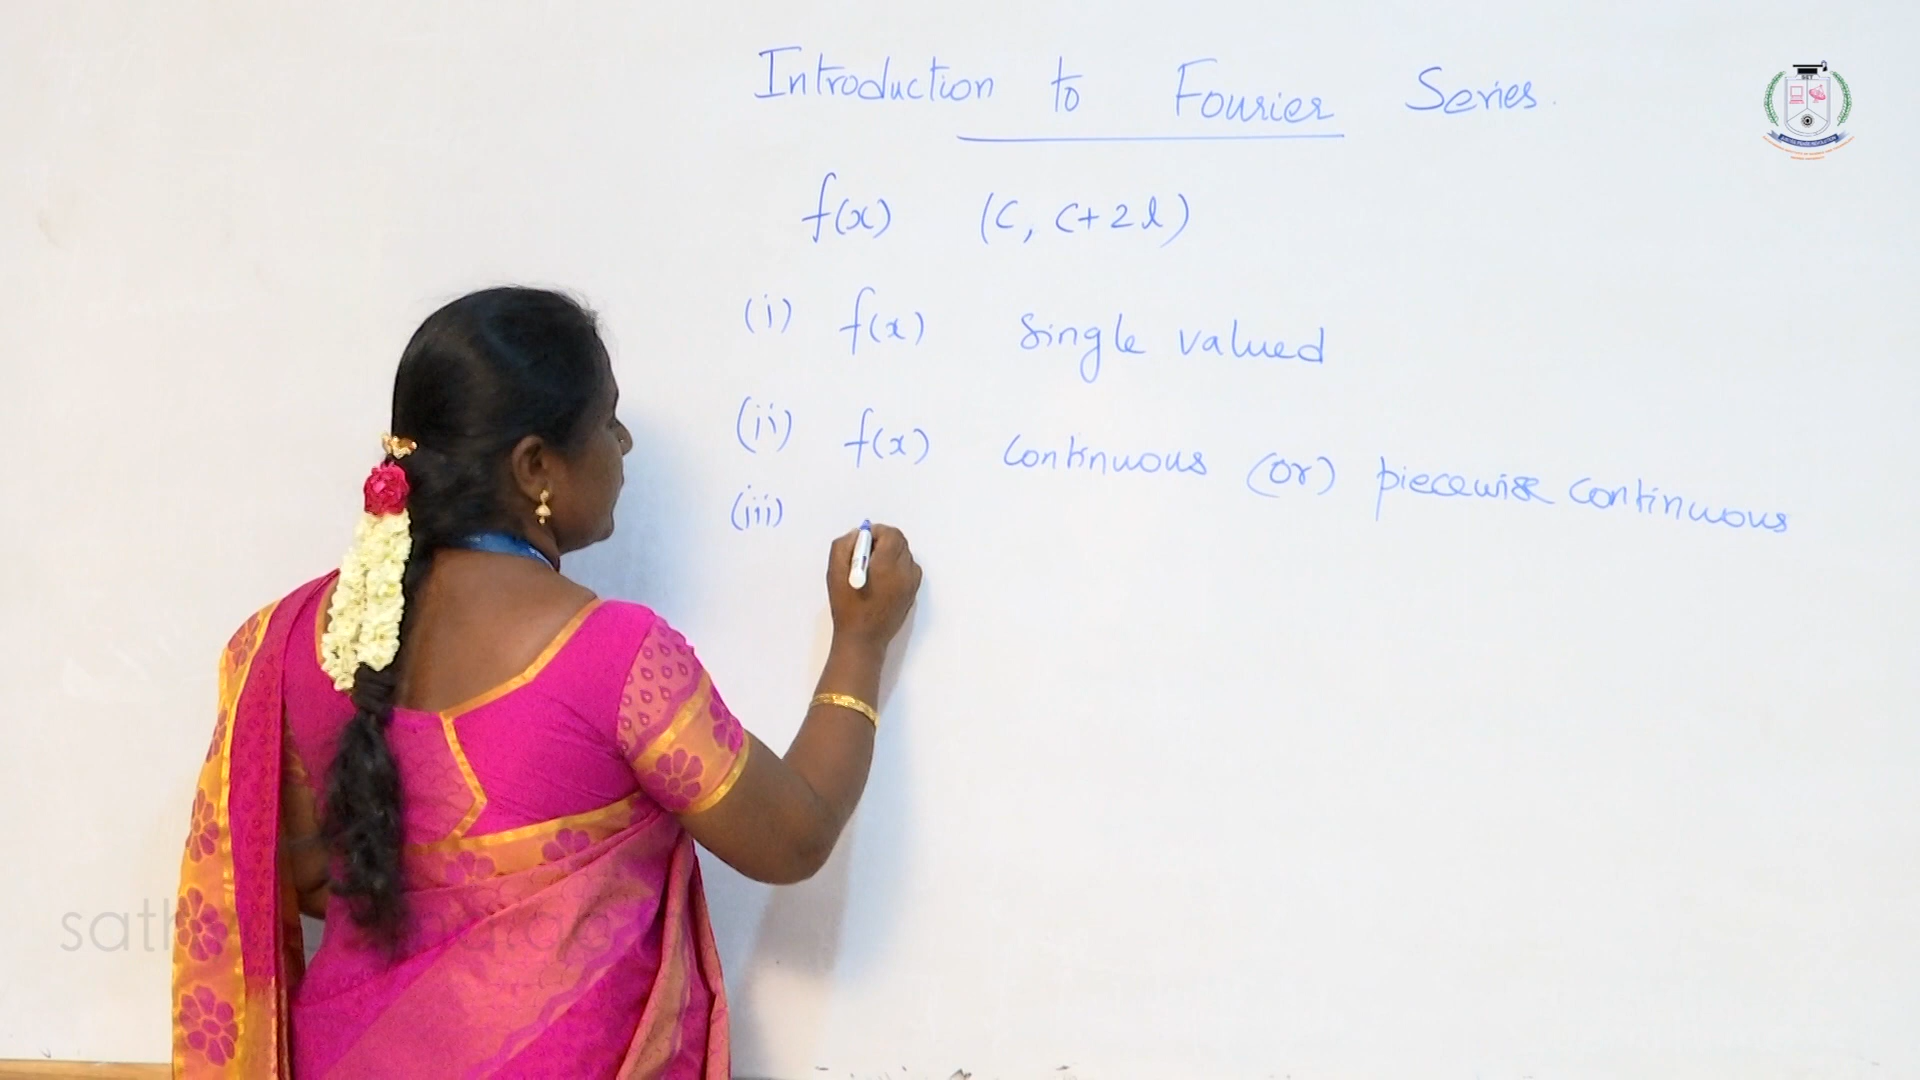 Introduction to Fourier Series.
f(x) (c, c+2l)
(i) f(x) single valued
(ii) f(x) continuous (or) piecewise continuous
(iii)